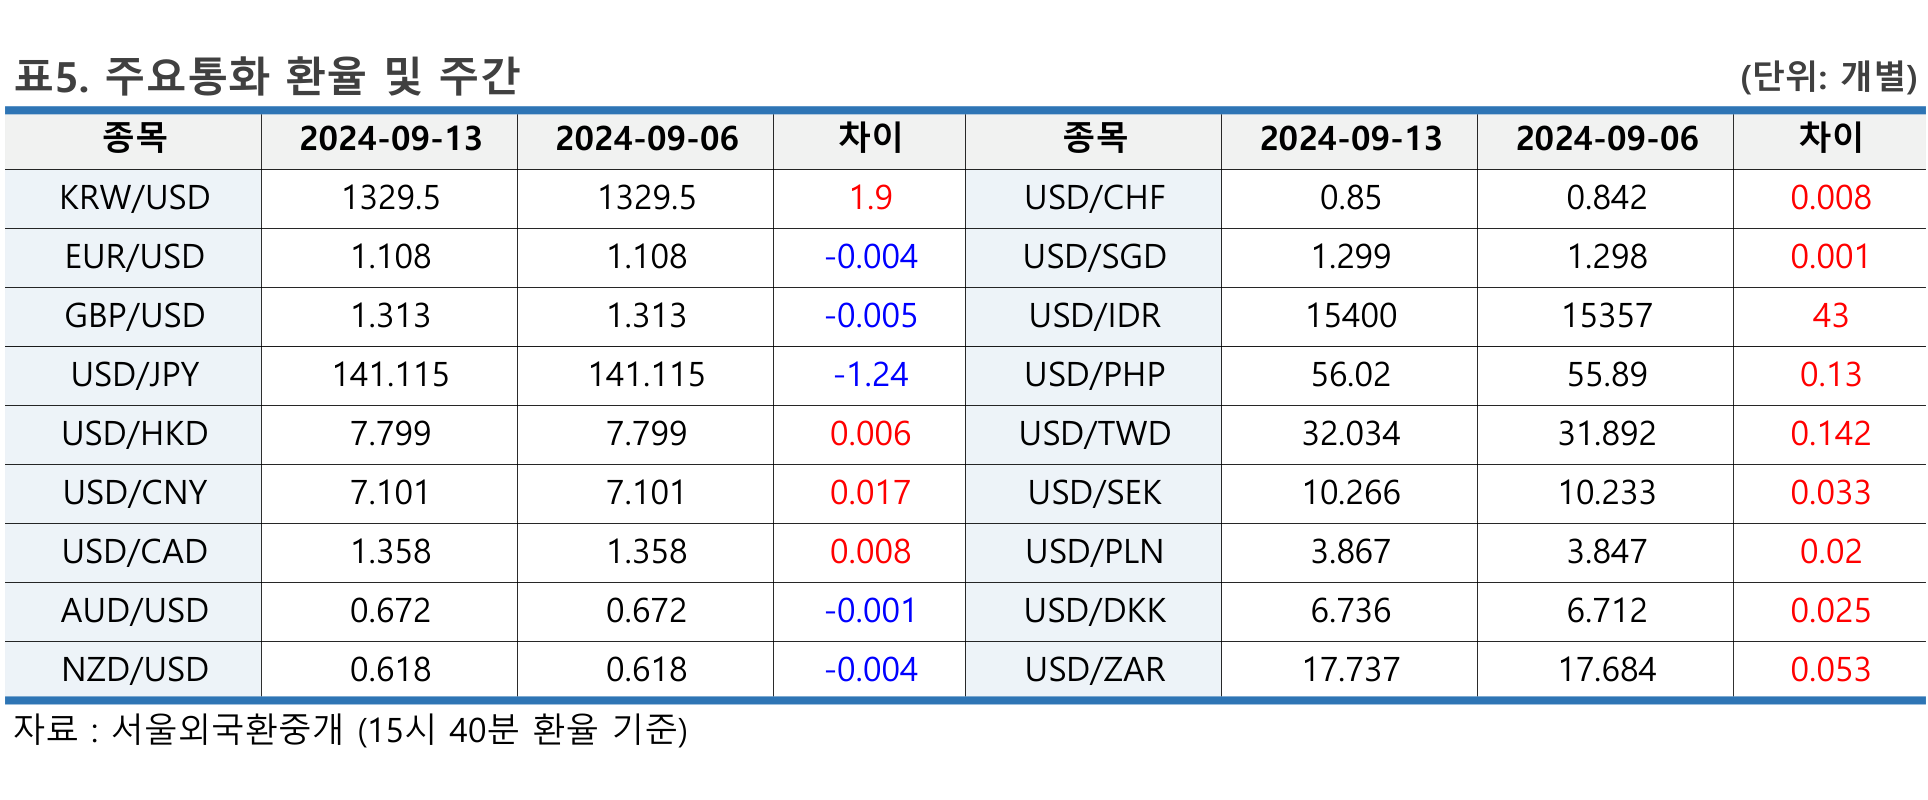 표5. 주요통화 환율 및 주간 (단위: 개별)
종목 2024-09-13 2024-09-06 차이 종목 2024-09-13 2024-09-06 차이
KRW/USD 1329.5 1329.5 1.9 USD/CHF 0.85 0.842 0.008
EUR/USD 1.108 1.108 -0.004 USD/SGD 1.299 1.298 0.001
GBP/USD 1.313 1.313 -0.005 USD/IDR 15400 15357 43
USD/JPY 141.115 141.115 -1.24 USD/PHP 56.02 55.89 0.13
USD/HKD 7.799 7.799 0.006 USD/TWD 32.034 31.892 0.142
USD/CNY 7.101 7.101 0.017 USD/SEK 10.266 10.233 0.033
USD/CAD 1.358 1.358 0.008 USD/PLN 3.867 3.847 0.02
AUD/USD 0.672 0.672 -0.001 USD/DKK 6.736 6.712 0.025
NZD/USD 0.618 0.618 -0.004 USD/ZAR 17.737 17.684 0.053
자료 : 서울외국환중개 (15시 40분 환율 기준)